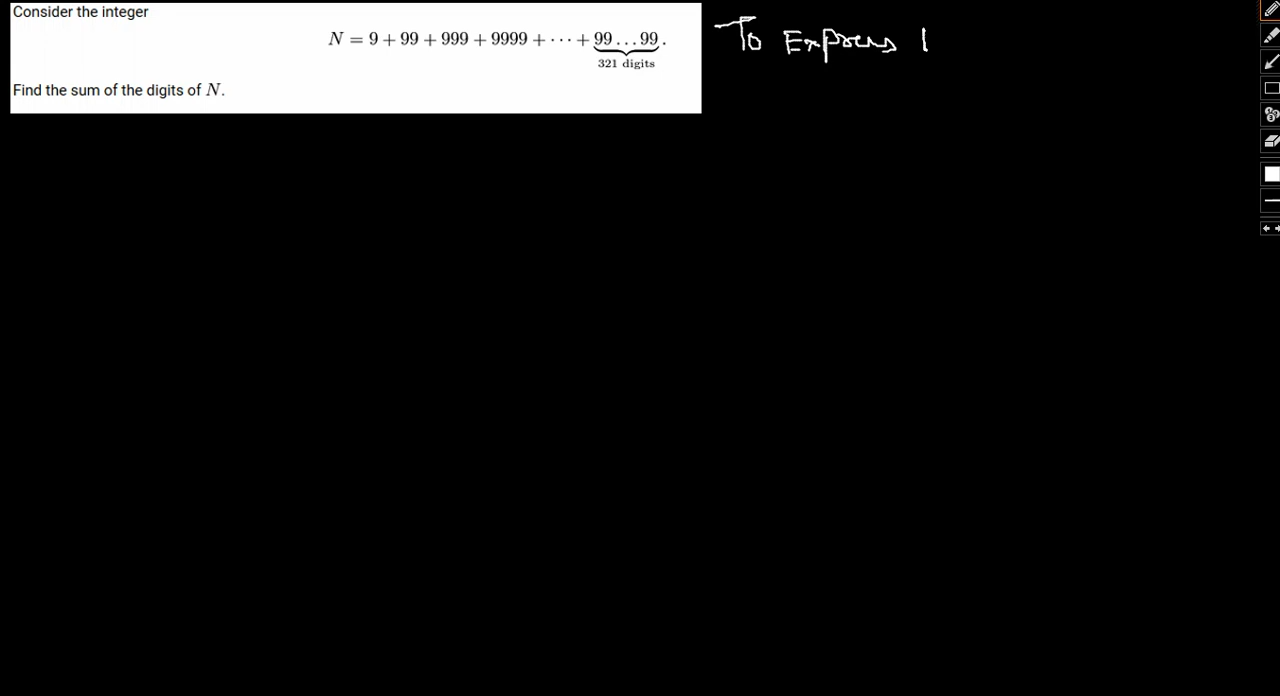 Consider the integer
N = 9 + 99 + 999 + 9999 + ··· + 99...99.
321 digits
Find the sum of the digits of N.
To Express